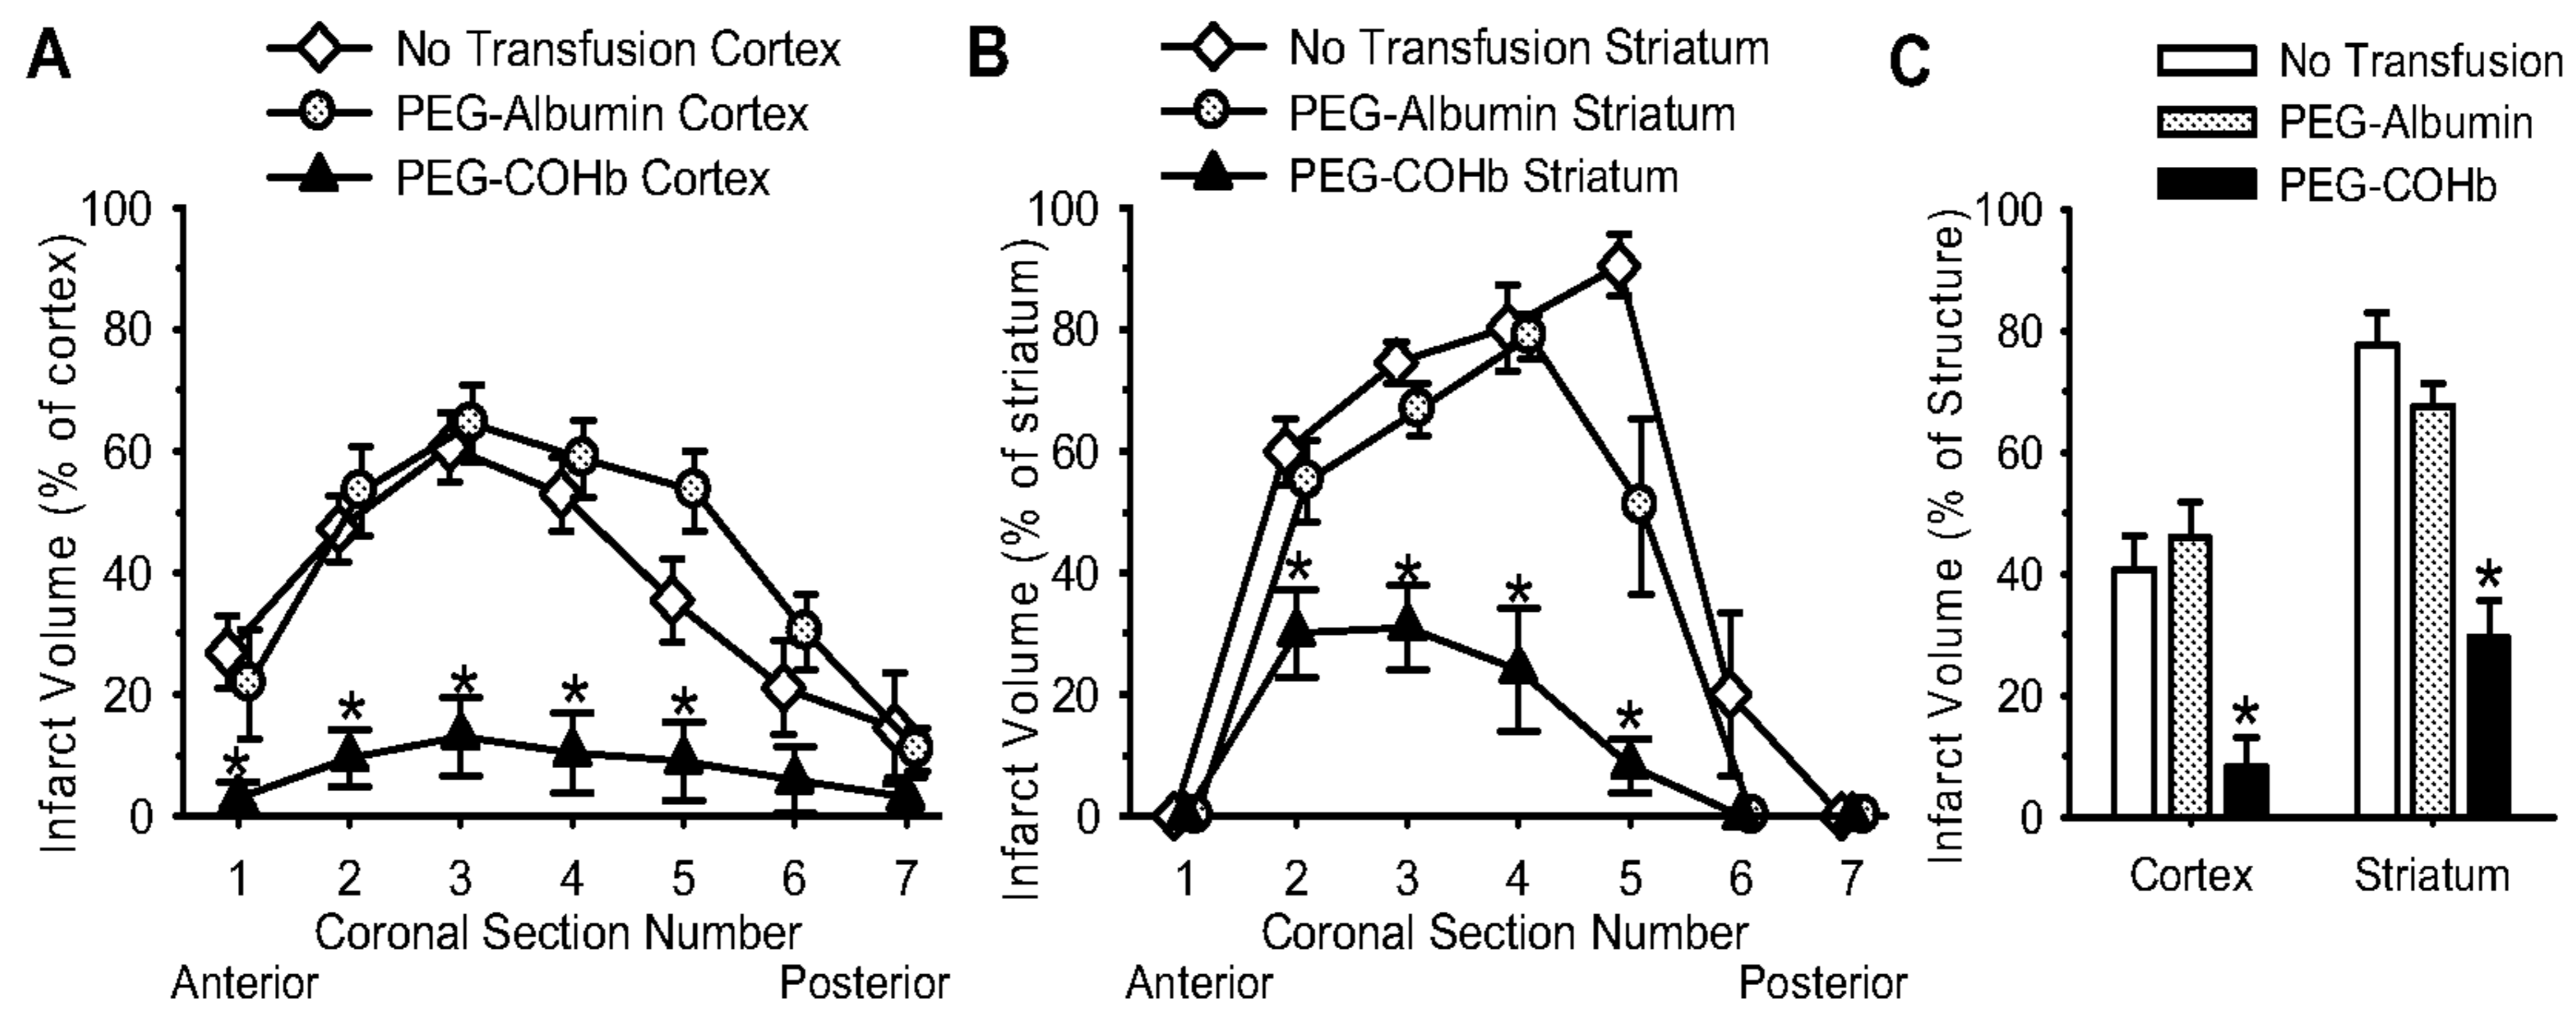 A
No Transfusion Cortex
PEG-Albumin Cortex
PEG-COHb Cortex
Infarct Volume (% of cortex)
100
80
60
40
20
0
* * * * *
1 2 3 4 5 6 7
Coronal Section Number
Anterior Posterior
B
No Transfusion Striatum
PEG-Albumin Striatum
PEG-COHb Striatum
Infarct Volume (% of striatum)
100
80
60
40
20
0
* * * *
1 2 3 4 5 6 7
Coronal Section Number
Anterior Posterior
C
No Transfusion
PEG-Albumin
PEG-COHb
Infarct Volume (% of Structure)
100
80
60
40
20
0
* *
Cortex Striatum